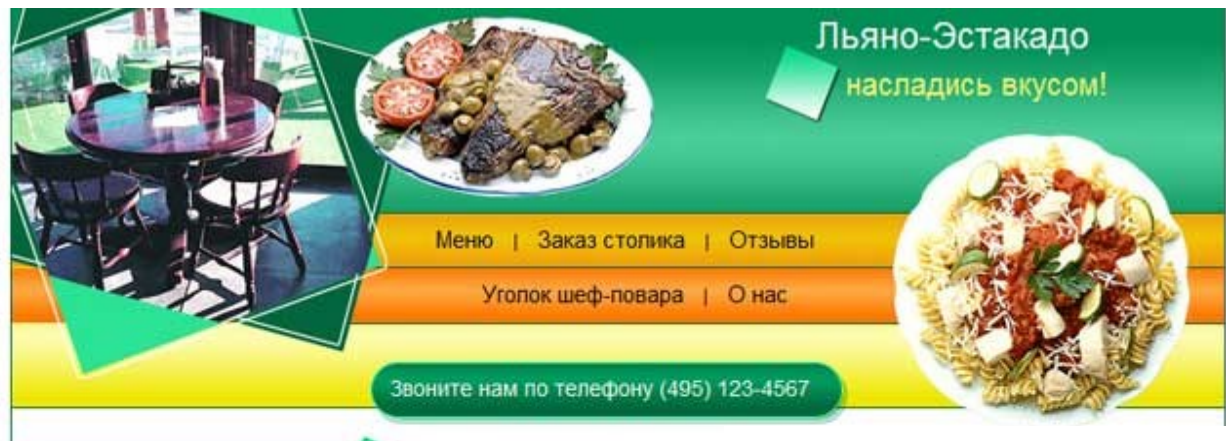 Льяно-Эстакадо
насладись вкусом!
Меню | Заказ столика | Отзывы
Уголок шеф-повара | О нас
Звоните нам по телефону (495) 123-4567